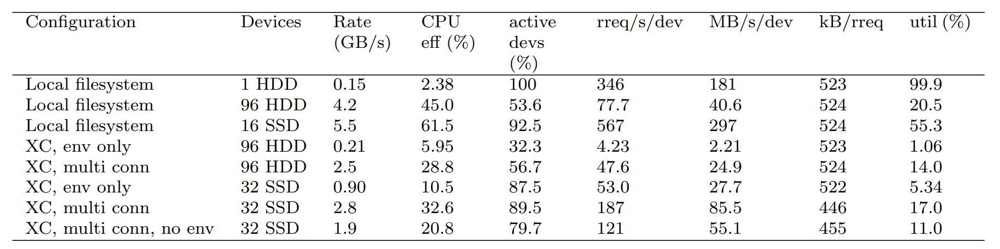 Configuration Devices Rate CPU active rreq/s/dev MB/s/dev kB/rreq util (%)
(GB/s) eff (%) devs
(%)
Local filesystem 1 HDD 0.15 2.38 100 346 181 523 99.9
Local filesystem 96 HDD 4.2 45.0 53.6 77.7 40.6 524 20.5
Local filesystem 16 SSD 5.5 61.5 92.5 567 297 524 55.3
XC, env only 96 HDD 0.21 5.95 32.3 4.23 2.21 523 1.06
XC, multi conn 96 HDD 2.5 28.8 56.7 47.6 24.9 524 14.0
XC, env only 32 SSD 0.90 10.5 87.5 53.0 27.7 522 5.34
XC, multi conn 32 SSD 2.8 32.6 89.5 187 85.5 446 17.0
XC, multi conn, no env 32 SSD 1.9 20.8 79.7 121 55.1 455 11.0